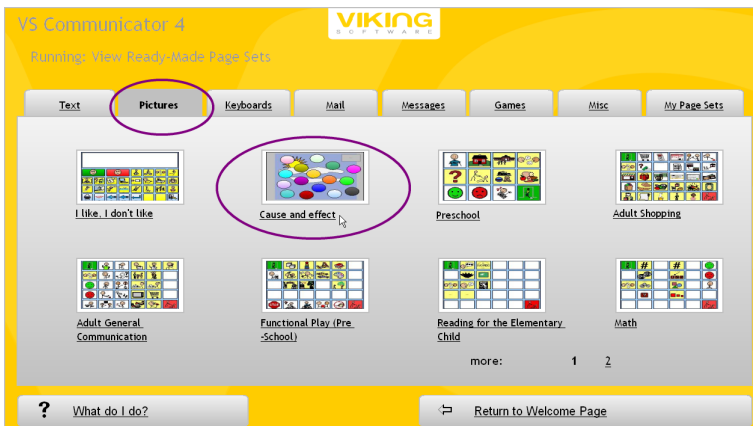 VS Communicator 4
VIKING
SOFTWARE
Running: View Ready-Made Page Sets
Text Pictures Keyboards Mail Messages Games Misc My Page Sets
I like, I don't like Cause and effect Preschool Adult Shopping
Adult General Functional Play (Pre Reading for the Elementary Math
Communication -School) Child
more: 1 2
? What do I do? Return to Welcome Page